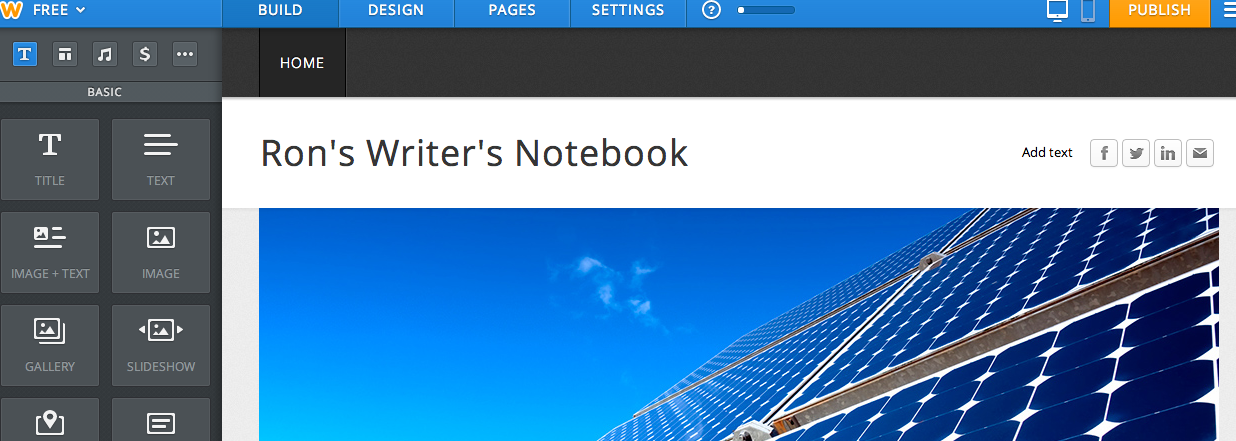 W FREE BUILD DESIGN PAGES SETTINGS ? PUBLISH
T $
HOME
BASIC
Ron's Writer's Notebook
Add text f in
T
TITLE TEXT
IMAGE + TEXT IMAGE
GALLERY SLIDESHOW